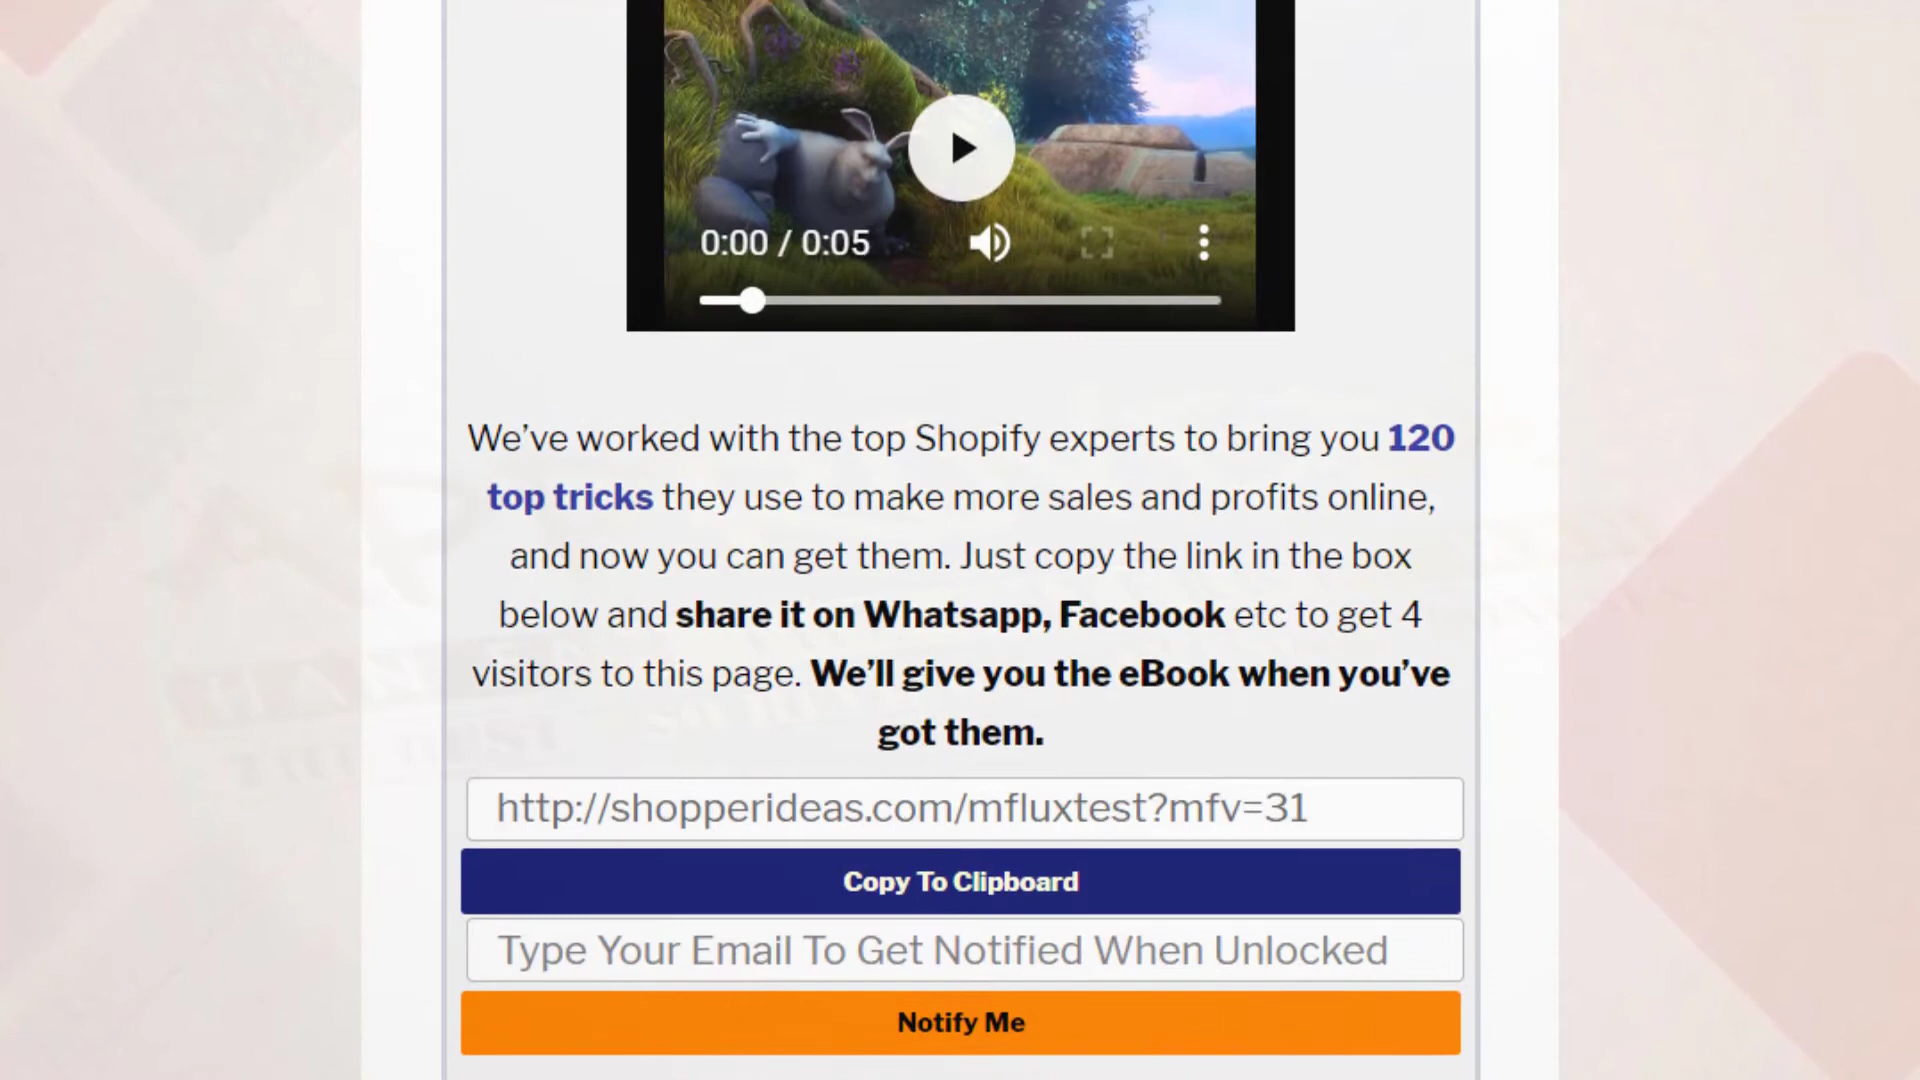 0:00 / 0:05
We’ve worked with the top Shopify experts to bring you 120
top tricks they use to make more sales and profits online,
and now you can get them. Just copy the link in the box
below and share it on Whatsapp, Facebook etc to get 4
visitors to this page. We’ll give you the eBook when you’ve
got them.
http://shopperideas.com/mfluxtest?mfv=31
Copy To Clipboard
Type Your Email To Get Notified When Unlocked
Notify Me